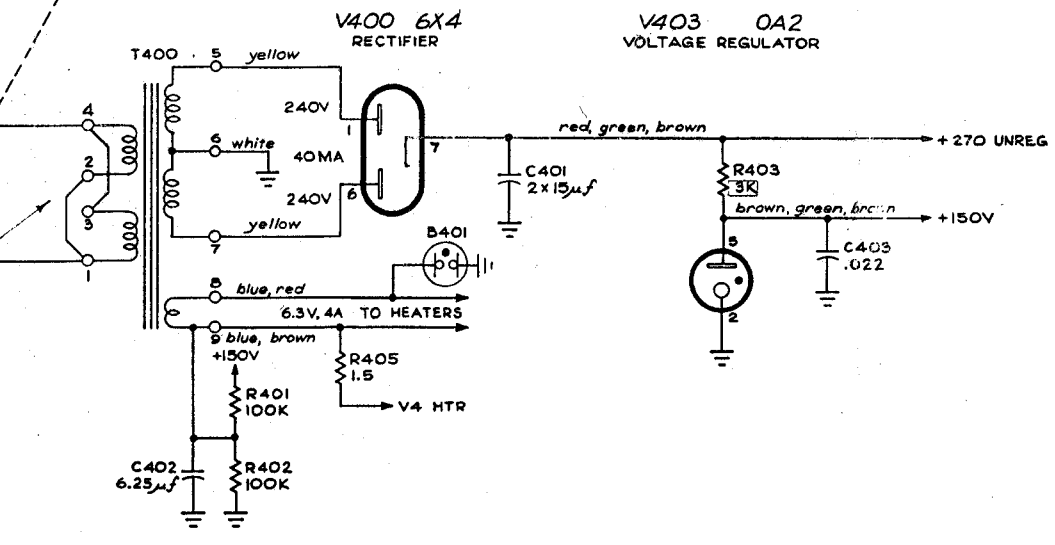 V400 6X4
RECTIFIER
V403 OA2
VOLTAGE REGULATOR
T400
5
yellow
4
240V
1
6
white
40MA
7
red, green, brown
+ 270 UNREG
2
C401
2 X 15µf
R403
3K
240V
6
3
brown, green, brown
+150V
yellow
7
B401
5
C403
.022
1
8
blue, red
6.3V, 4A TO HEATERS
2
9 blue, brown
+150V
R405
1.5
R401
100K
V4 HTR
C402
6.25µf
R402
100K